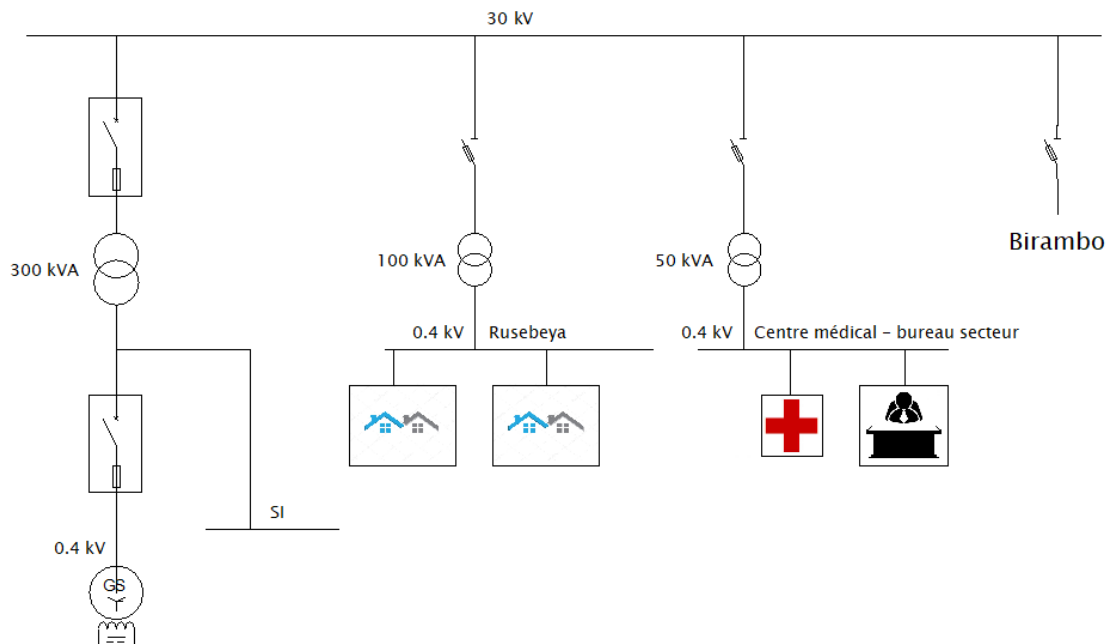 30 kV
300 kVA
100 kVA
50 kVA
Birambo
0.4 kV Rusebeya
0.4 kV Centre médical – bureau secteur
SI
0.4 kV
GS